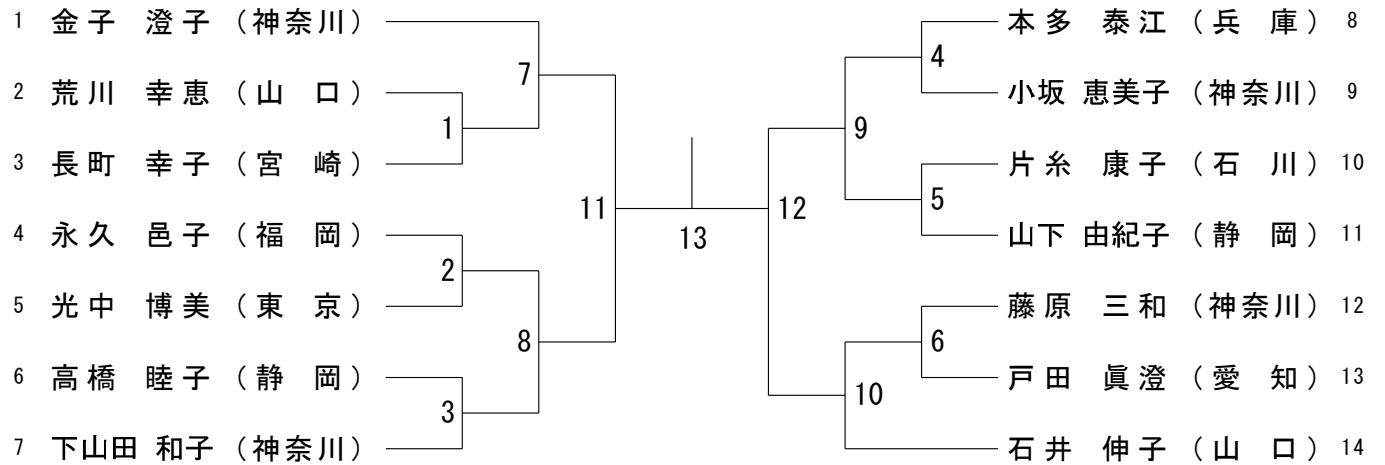 1 金子 澄子 （神奈川）
2 荒川 幸恵 （山 口）
3 長町 幸子 （宮 崎）
4 永久 邑子 （福 岡）
5 光中 博美 （東 京）
6 高橋 睦子 （静 岡）
7 下山田 和子 （神奈川）
7
1
2
8
3
11
13
12
4
9
5
6
10
本多 泰江 （兵 庫） 8
小坂 恵美子 （神奈川） 9
片糸 康子 （石 川） 10
山下 由紀子 （静 岡） 11
藤原 三和 （神奈川） 12
戸田 眞澄 （愛 知） 13
石井 伸子 （山 口） 14